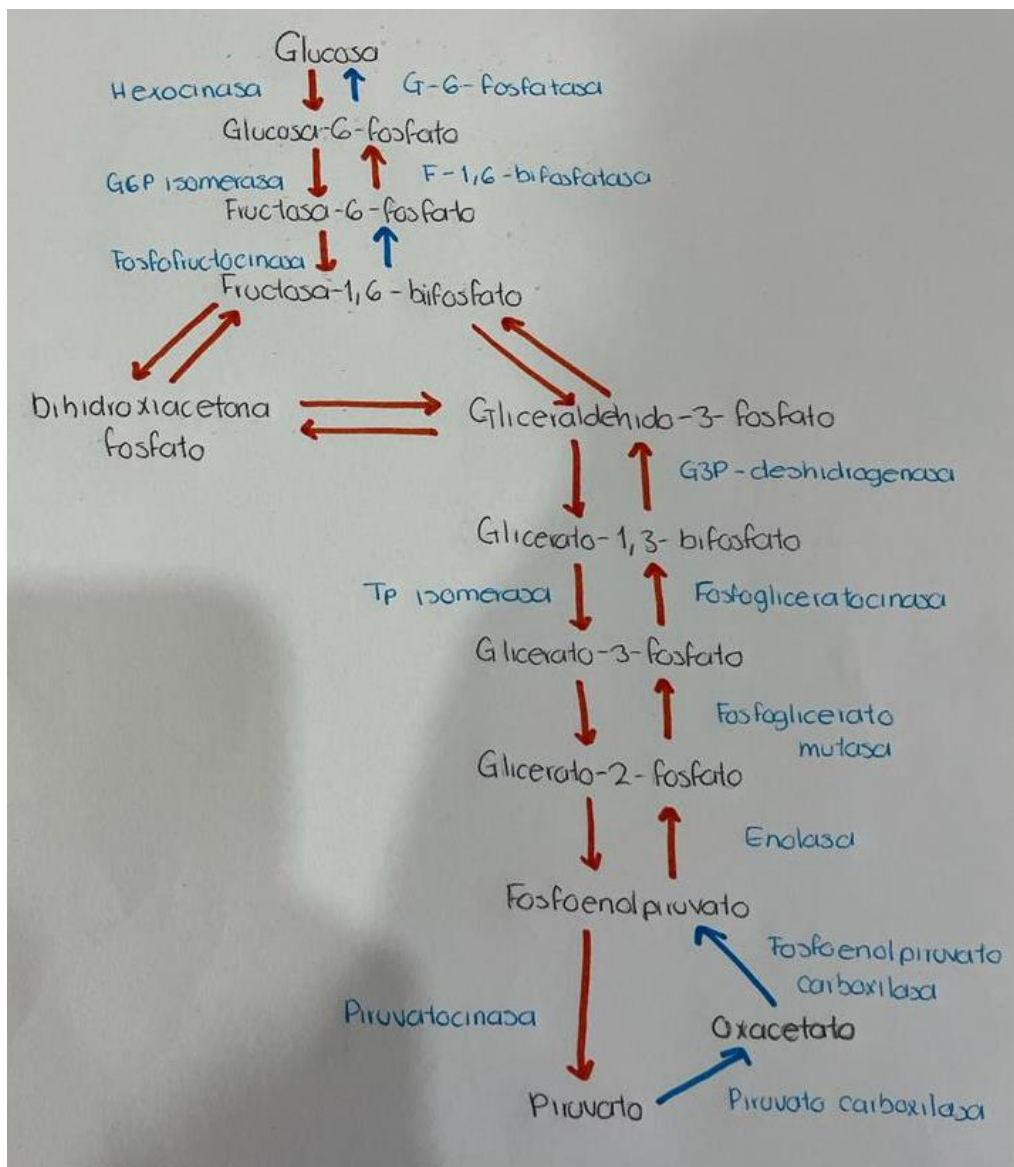 Glucosa
Hexocinasa G-6-fosfatasa
Glucosa-6-fosfato
G6P isomerasa F-1,6-bifosfatasa
Fructosa-6-fosfato
Fosfofructocinasa
Fructosa-1,6-bifosfato
Dihidroxiacetona
fosfato
Gliceraldehido-3-fosfato
G3P-deshidrogenasa
Glicerato-1,3-bifosfato
Tp isomerasa Fosfogliceratocinasa
Glicerato-3-fosfato
Fosfoglicerato
mutasa
Glicerato-2-fosfato
Enolasa
Fosfoenolpiruvato
Fosfoenolpiruvato
carboxilasa
Piruvatocinasa
Oxacetato
Piruvato
Piruvato carboxilasa